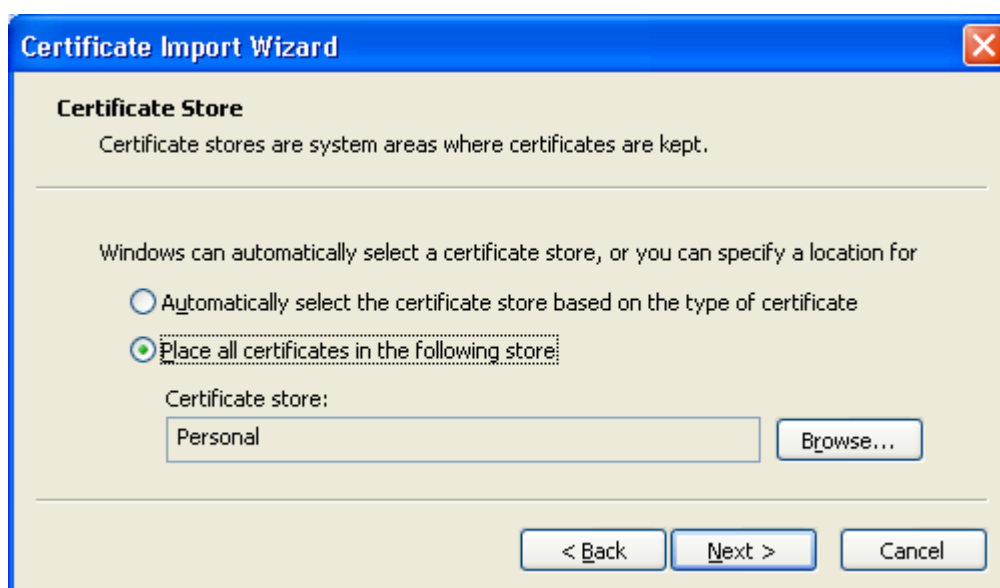 Certificate Import Wizard
Certificate Store
Certificate stores are system areas where certificates are kept.
Windows can automatically select a certificate store, or you can specify a location for
Automatically select the certificate store based on the type of certificate
Place all certificates in the following store
Certificate store:
Personal
Browse...
< Back Next > Cancel